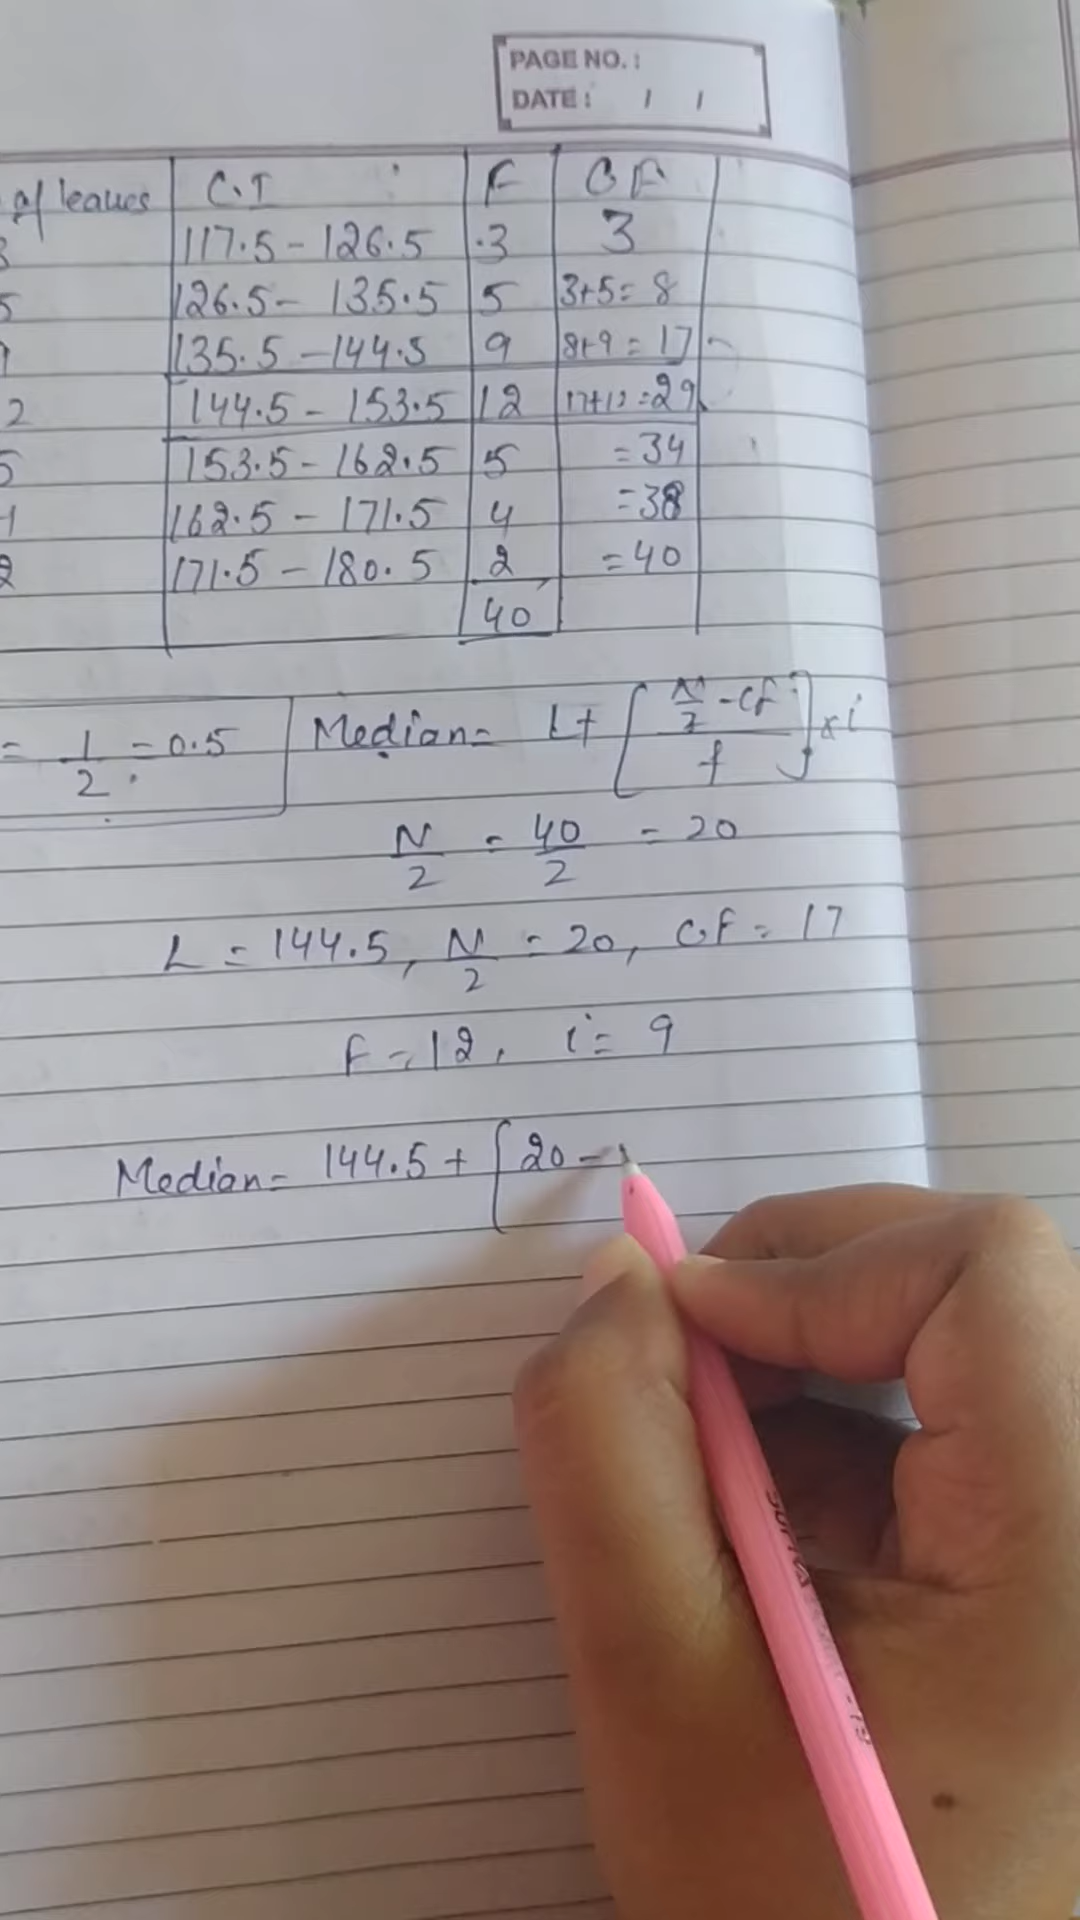 PAGE NO. :
DATE : / /
of leaves C.I F CF
3 117.5 - 126.5 .3 3
5 126.5 - 135.5 5 3+5= 8
9 135.5 - 144.5 9 8+9 = 17
2 144.5 - 153.5 12 17+12 =29
5 153.5 - 162.5 5 =34
162.5 - 171.5 4 =38
2 171.5 - 180.5 2 =40
40
= 1/2 = 0.5 Median= L+ [ N/2 - cf / f ] x i
N/2 = 40/2 = 20
L = 144.5, N/2 = 20, CF = 17
F = 12, i = 9
Median= 144.5 + [ 20 -